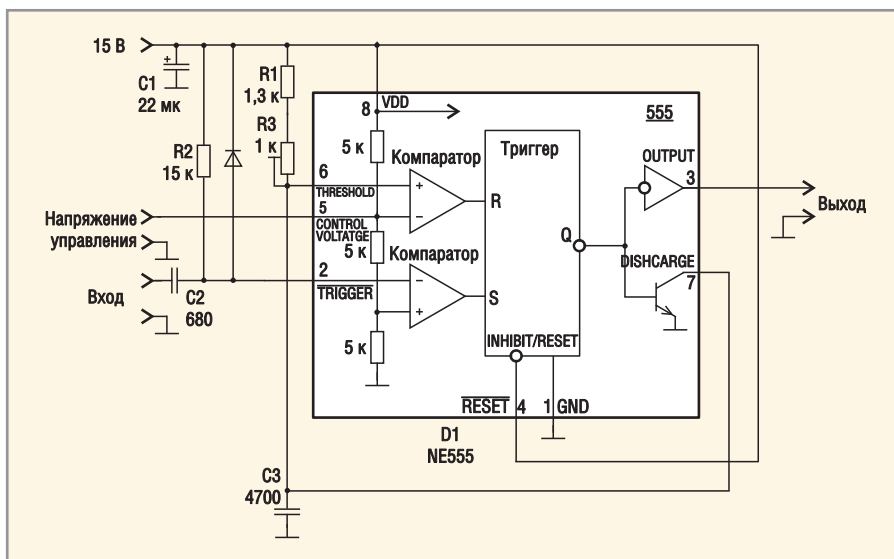 15 В
+
C1
22 мк
R1
1,3 к
R3
1 к
R2
15 к
8
VDD
555
5 к
Компаратор
Триггер
6
THRESHOLD
+
−
R
OUTPUT
3
Выход
Напряжение
управления
5
CONTROL
VOLTATGE
5 к
Компаратор
Q
DISHCARGE
7
Вход
C2
680
2
TRIGGER
−
+
S
5 к
INHIBIT/RESET
RESET
4
1
GND
D1
NE555
C3
4700